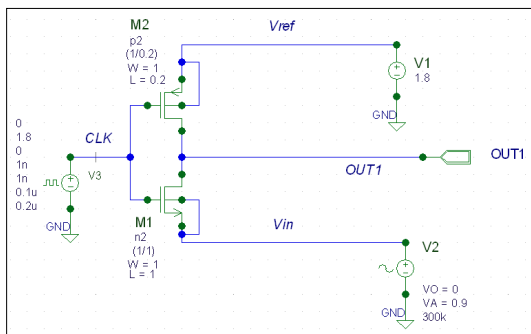 M2
p2
(1/0.2)
W = 1
L = 0.2
Vref
V1
1.8
GND
0
1.8
0
1n
1n
0.1u
0.2u
CLK
V3
GND
OUT1
OUT1
M1
n2
(1/1)
W = 1
L = 1
Vin
V2
VO = 0
VA = 0.9
300k
GND